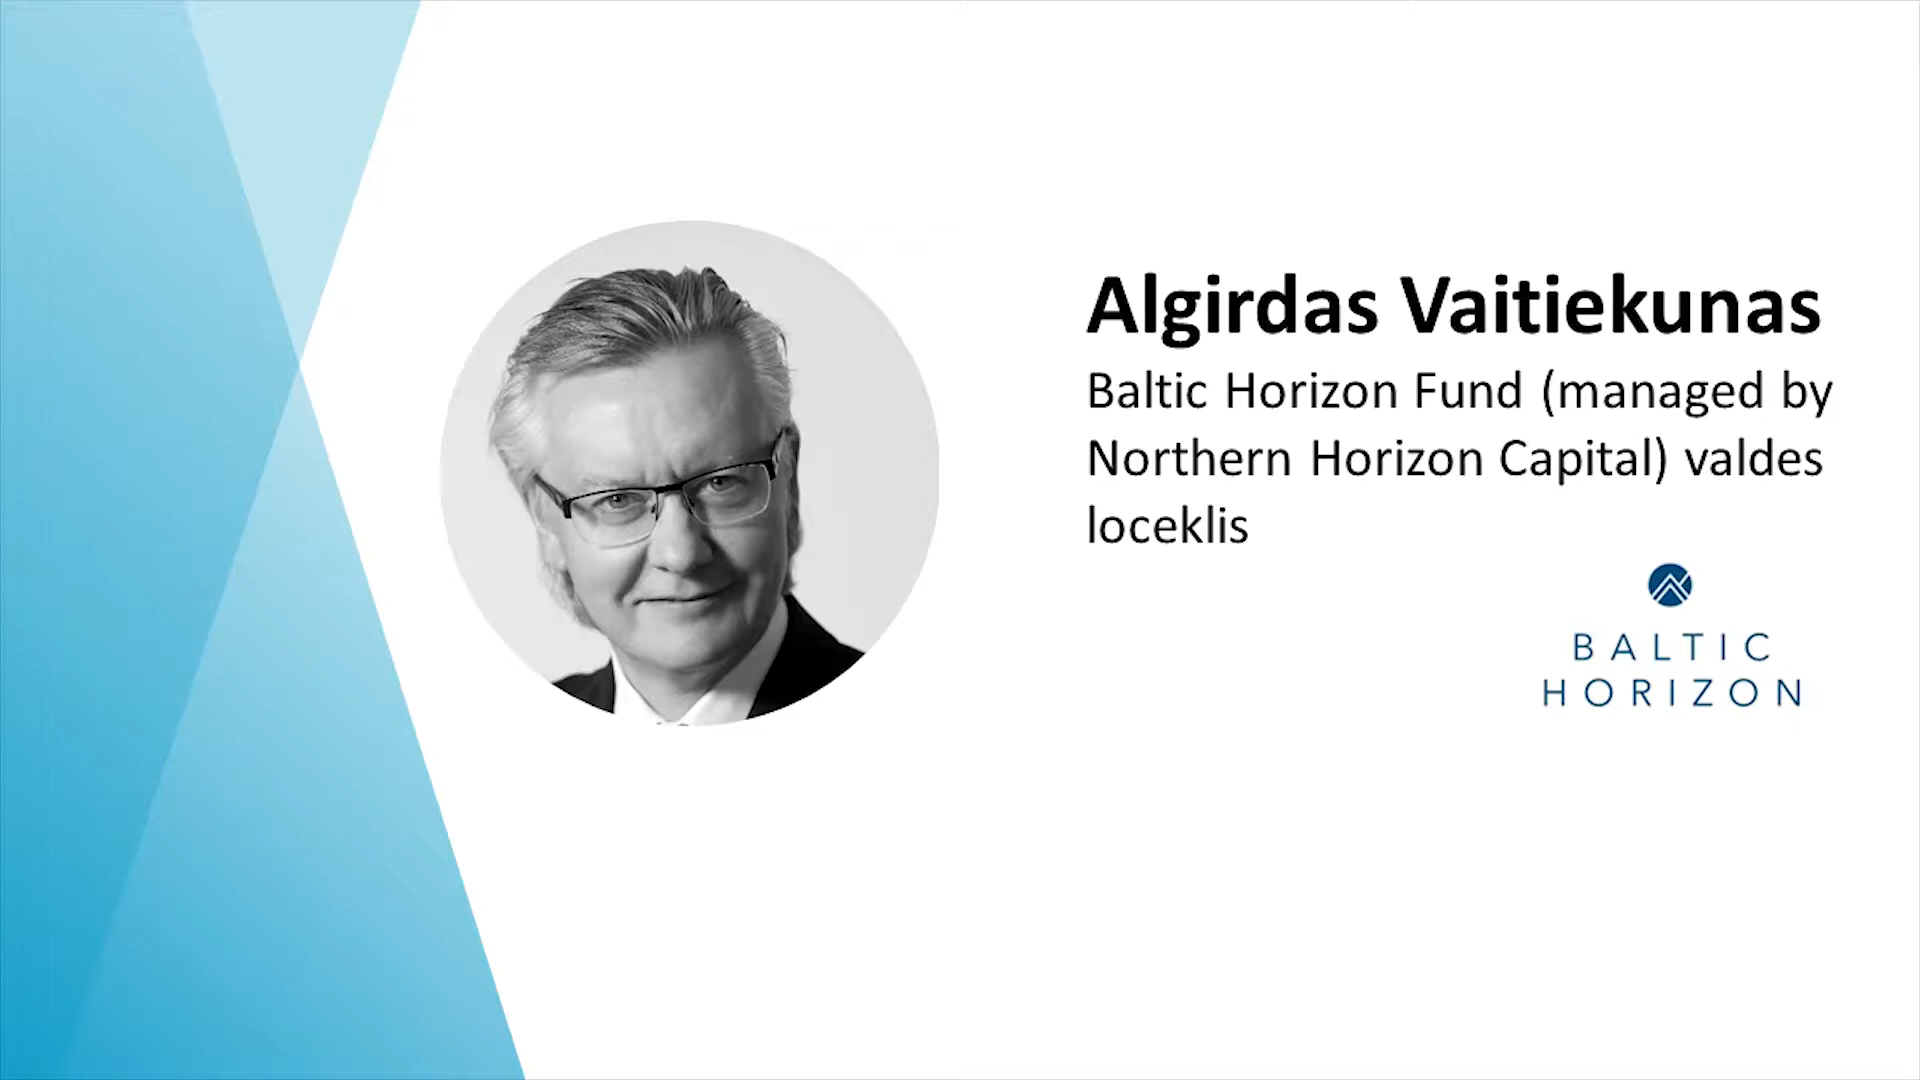 Algirdas Vaitiekunas
Baltic Horizon Fund (managed by
Northern Horizon Capital) valdes
loceklis
BALTIC
HORIZON